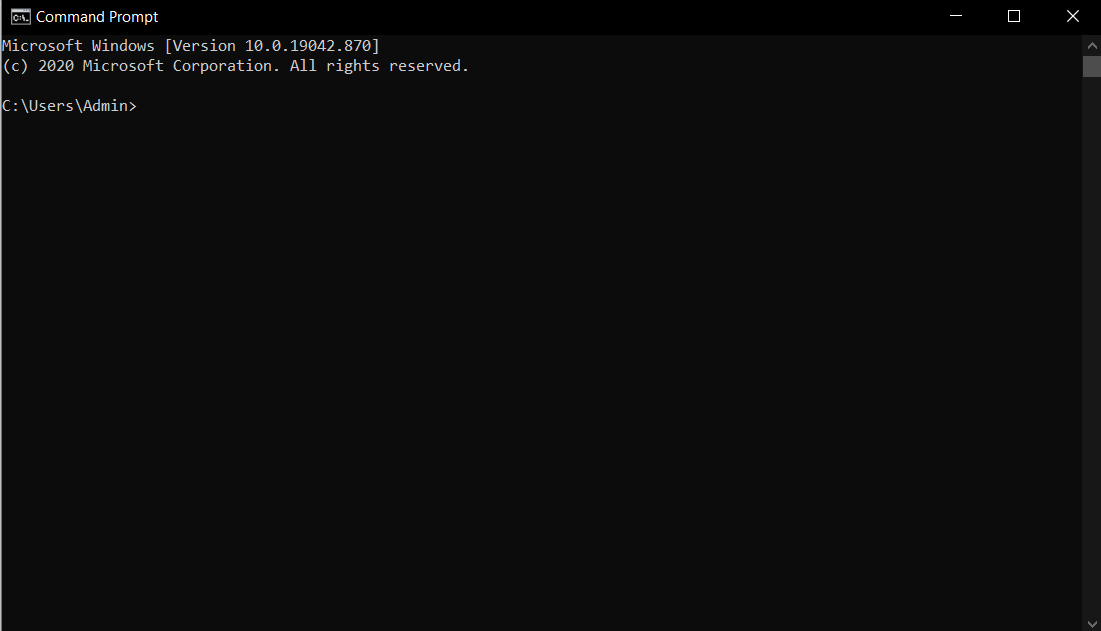 Command Prompt
Microsoft Windows [Version 10.0.19042.870]
(c) 2020 Microsoft Corporation. All rights reserved.
C:\Users\Admin>